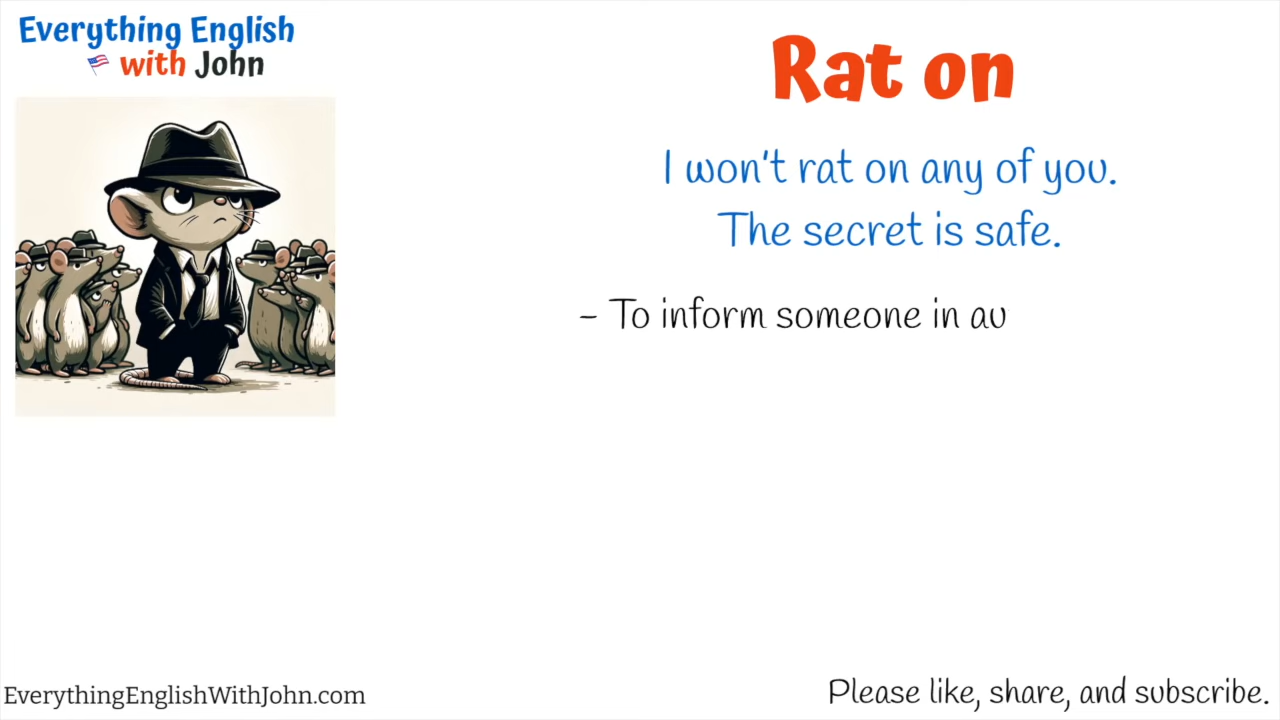 Everything English
with John
Rat on
I won't rat on any of you.
The secret is safe.
- To inform someone in au
EverythingEnglishWithJohn.com
Please like, share, and subscribe.